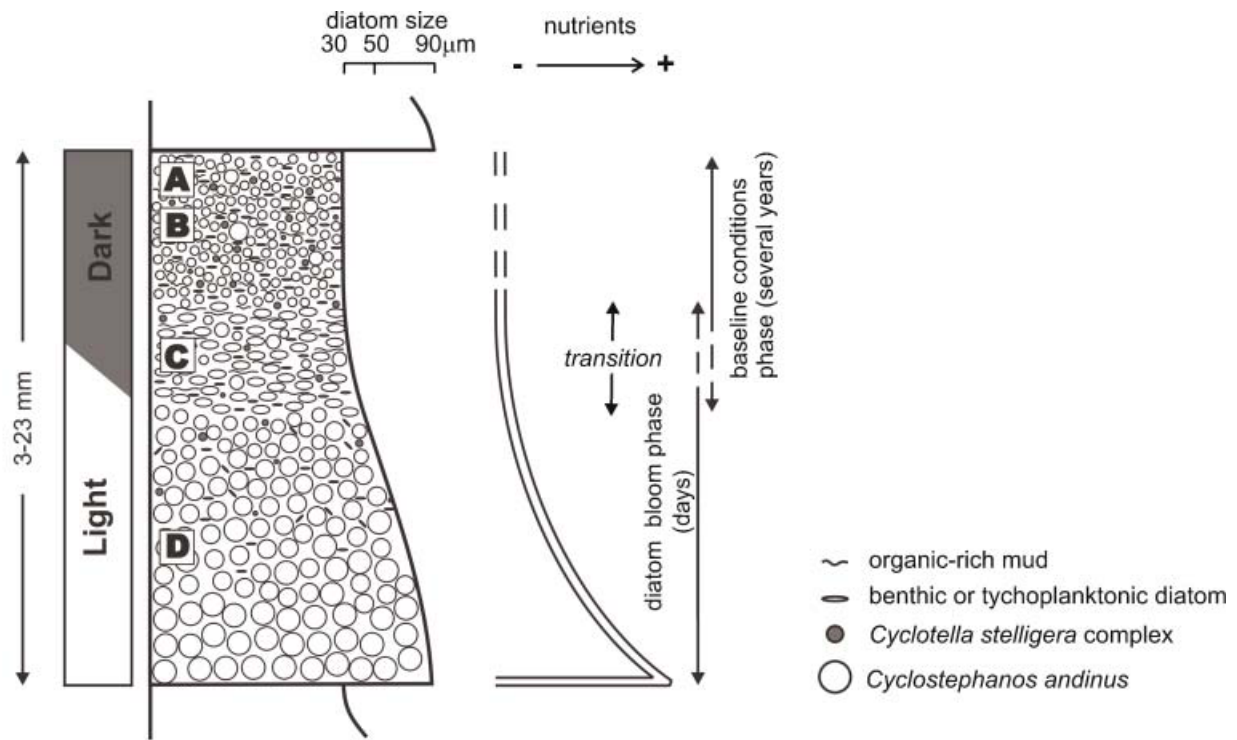 diatom size
30 50 90μm
nutrients
- +
Dark
Light
3-23 mm
A
B
C
D
transition
diatom bloom phase
(days)
baseline conditions
phase (several years)
organic-rich mud
benthic or tychoplanktonic diatom
Cyclotella stelligera complex
Cyclostephanos andinus